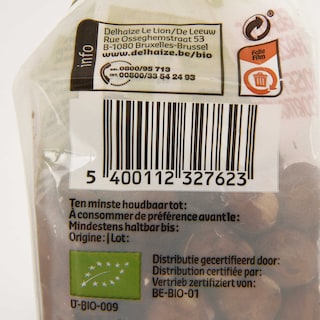 info
Delhaize Le Lion/De Leeuw
Rue Osseghemstraat 53
B-1080 Bruxelles-Brussel
www.delhaize.be/bio
0800/95 713
00800/33 54 24 93
Folie
Film
5 400112 327623
Ten minste houdbaar tot:
A consommer de préférence avant le:
Mindestens haltbar bis:
Origine: | Lot:
Distributie gecertifieerd door:
Distribution certifiée par:
Vertrieb zertifiziert von:
BE-BIO-01
U-BIO-009